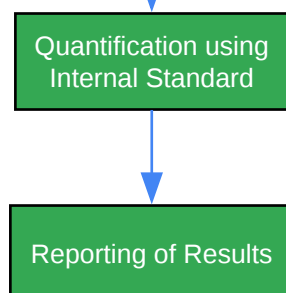 Quantification using
Internal Standard
Reporting of Results